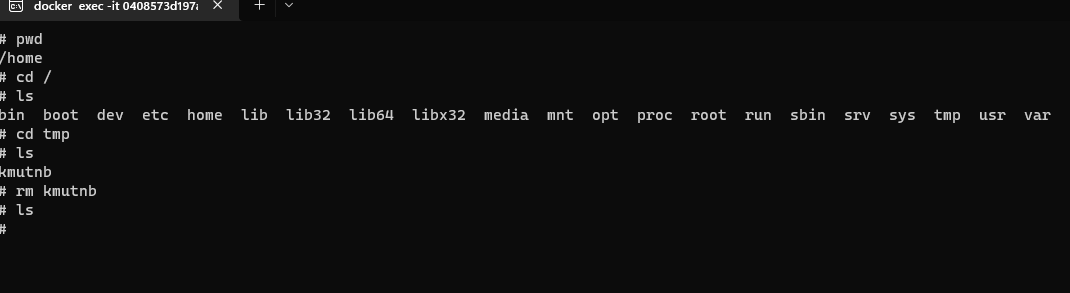 docker exec -it 0408573d197
# pwd
/home
# cd /
# ls
bin boot dev etc home lib lib32 lib64 libx32 media mnt opt proc root run sbin srv sys tmp usr var
# cd tmp
# ls
kmutnb
# rm kmutnb
# ls
#